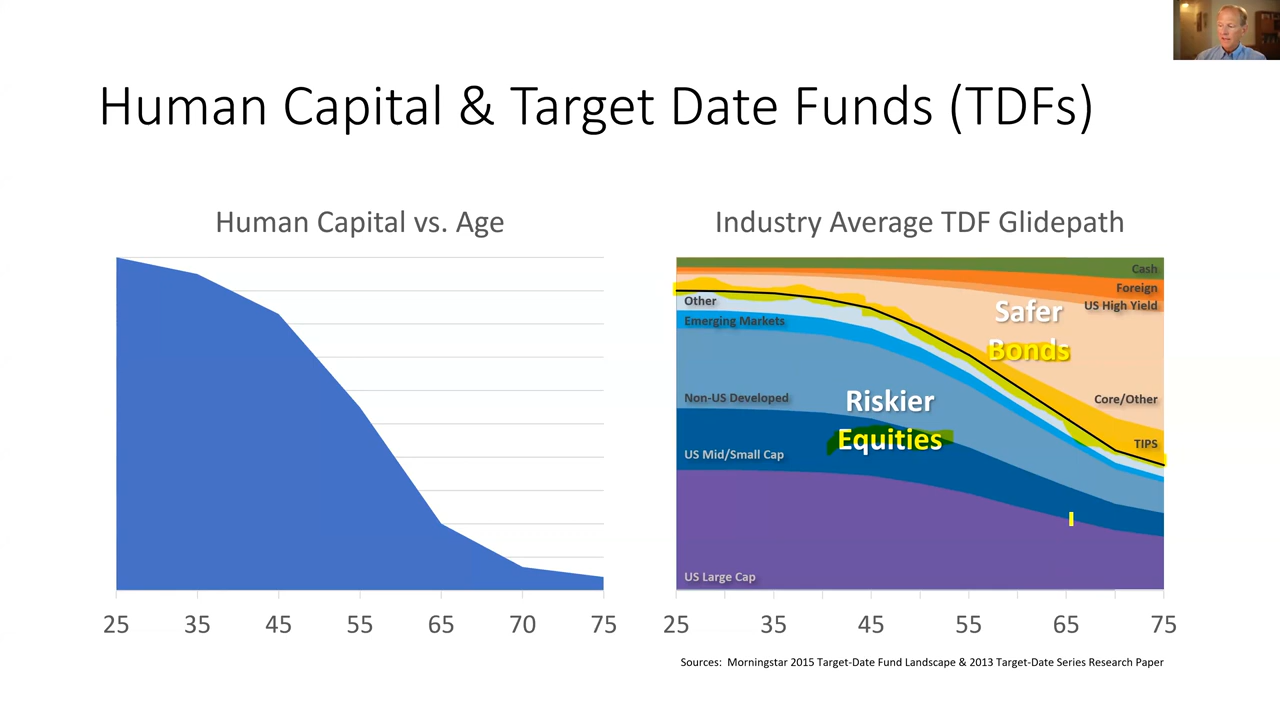 Human Capital & Target Date Funds (TDFs)
Human Capital vs. Age
25 35 45 55 65 70 75
Industry Average TDF Glidepath
Cash
Foreign
US High Yield
Other
Emerging Markets
Safer
Bonds
Non-US Developed
Riskier
Equities
Core/Other
TIPS
US Mid/Small Cap
US Large Cap
25 35 45 55 65 75
Sources: Morningstar 2015 Target-Date Fund Landscape & 2013 Target-Date Series Research Paper